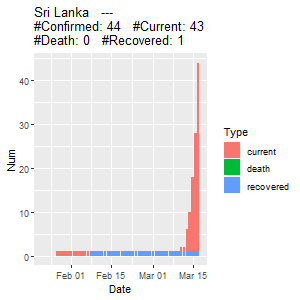 Sri Lanka   ---
#Confirmed: 44   #Current: 43
#Death: 0   #Recovered: 1
Num
40
30
20
10
0
Feb 01   Feb 15   Mar 01   Mar 15
Date
Type
current
death
recovered